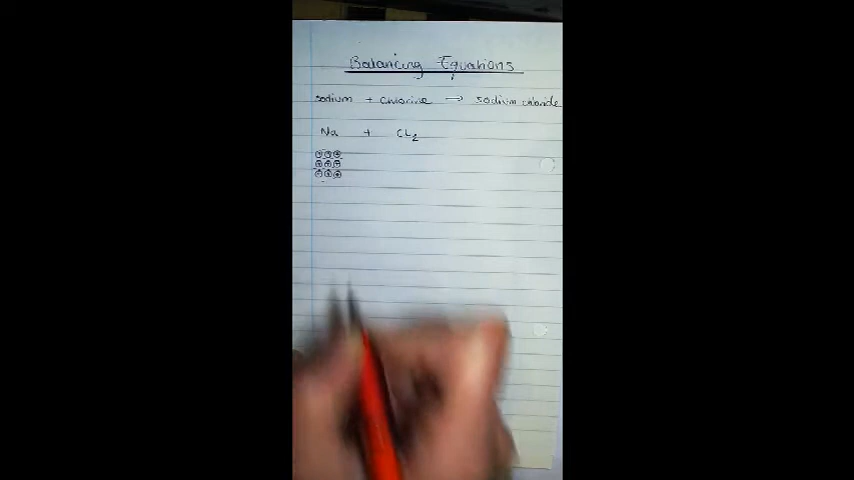 Balancing Equations
sodium + chlorine → sodium chloride
Na + CL₂